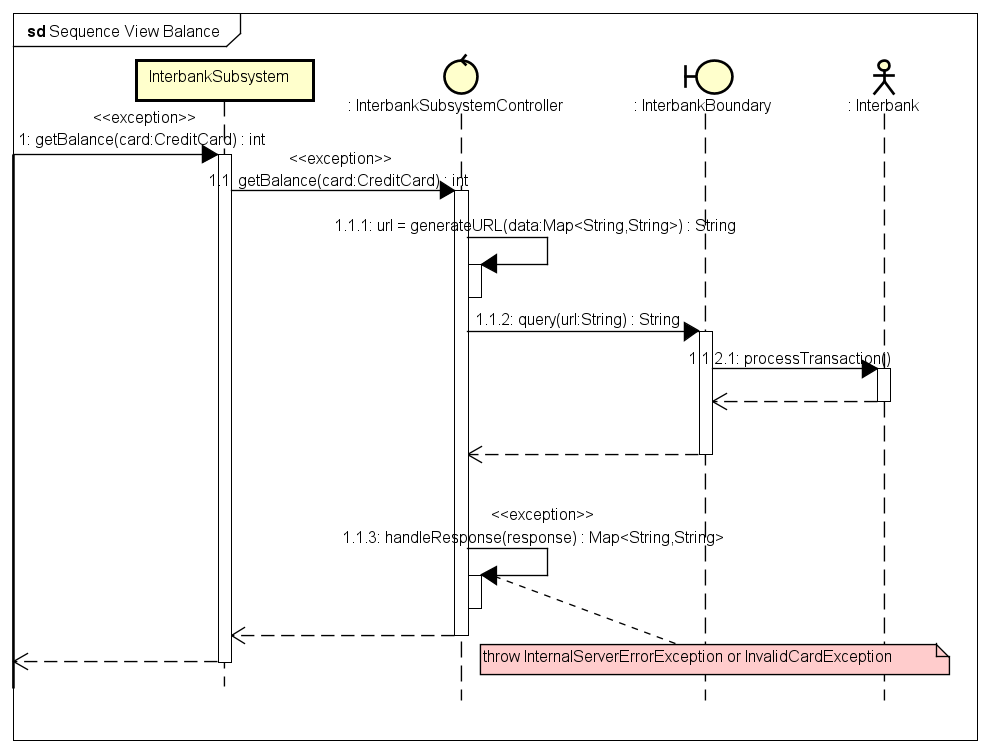 sd Sequence View Balance
InterbankSubsystem
: InterbankSubsystemController
: InterbankBoundary
: Interbank
<<exception>>
1: getBalance(card:CreditCard) : int
<<exception>>
1.1: getBalance(card:CreditCard) : int
1.1.1: url = generateURL(data:Map<String,String>) : String
1.1.2: query(url:String) : String
1.1.2.1: processTransaction()
<<exception>>
1.1.3: handleResponse(response) : Map<String,String>
throw InternalServerErrorException or InvalidCardException